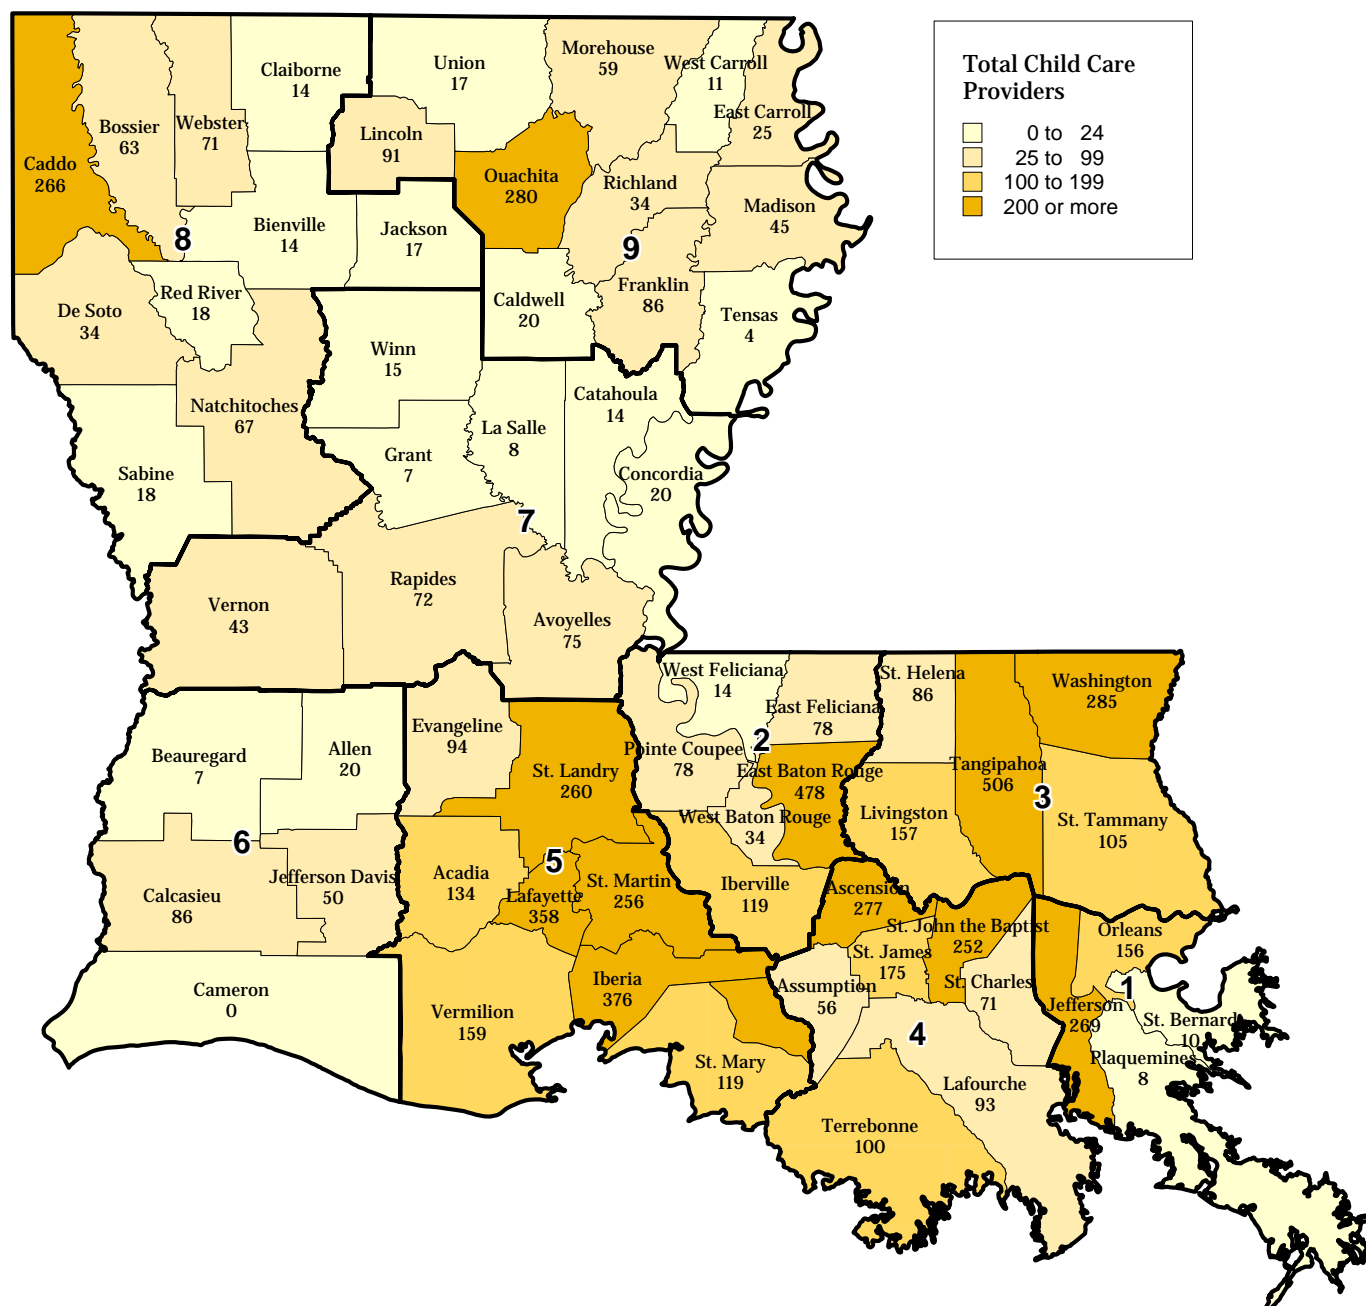 Total Child Care
Providers
0 to 24
25 to 99
100 to 199
200 or more
Morehouse
59
Union
17
West Carroll
11
Claiborne
14
East Carroll
25
Webster
71
Bossier
63
Lincoln
91
Caddo
266
Ouachita
280
Richland
34
Madison
45
Bienville
14
Jackson
17
8
9
Red River
18
Franklin
86
Caldwell
20
De Soto
34
Tensas
4
Winn
15
Catahoula
14
Natchitoches
67
La Salle
8
Grant
7
Sabine
18
Concordia
20
7
Rapides
72
Vernon
43
Avoyelles
75
West Feliciana
14
St. Helena
86
Washington
285
East Feliciana
78
Evangeline
94
2
Pointe Coupee
78
Allen
20
Beauregard
7
St. Landry
260
East Baton Rouge
478
Tangipahoa
506
3
West Baton Rouge
34
Livingston
157
St. Tammany
105
6
5
Acadia
134
Jefferson Davis
50
Calcasieu
86
St. Martin
256
Lafayette
358
Iberville
119
Ascension
277
St. John the Baptist
252
Orleans
156
St. James
175
Iberia
376
Assumption
56
St. Charles
71
Cameron
0
1
Vermilion
159
Jefferson
269
St. Bernard
10
4
Plaquemines
8
St. Mary
119
Lafourche
93
Terrebonne
100